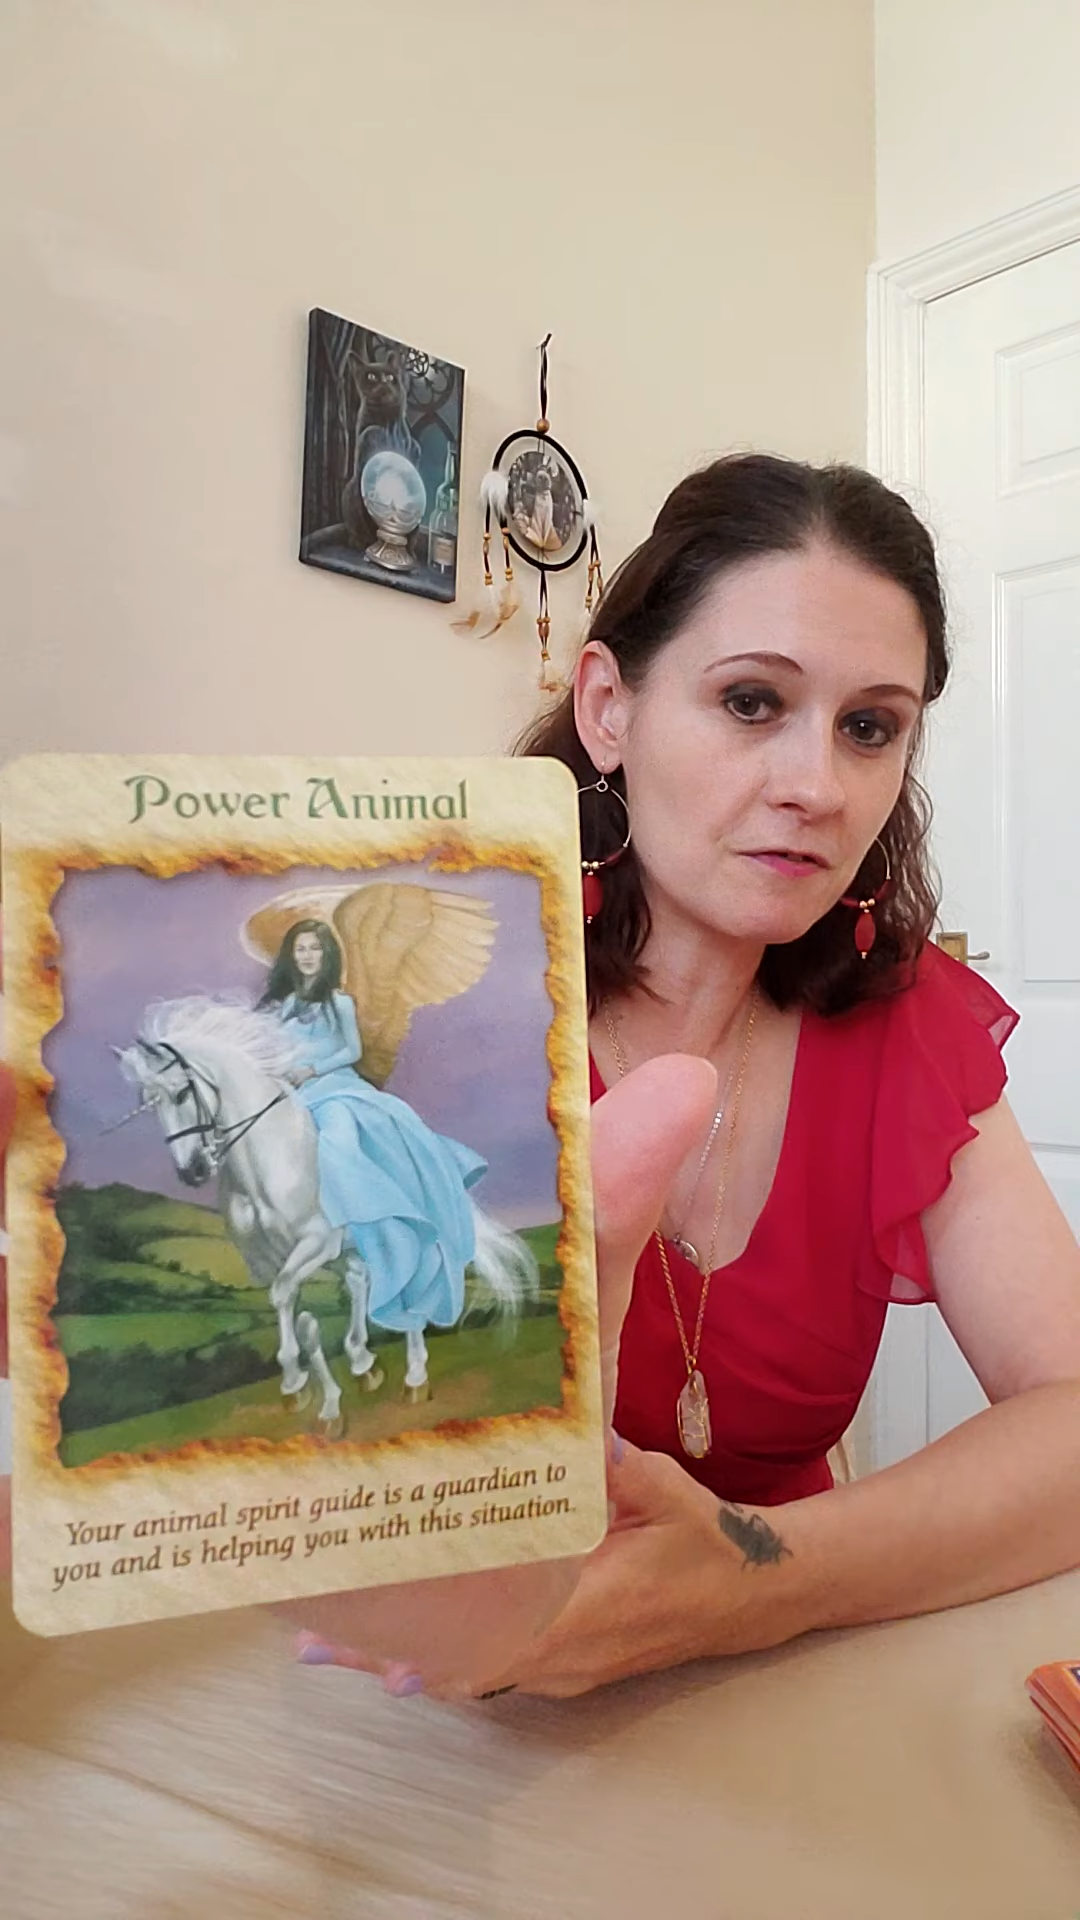 Power Animal
Your animal spirit guide is a guardian to
you and is helping you with this situation.